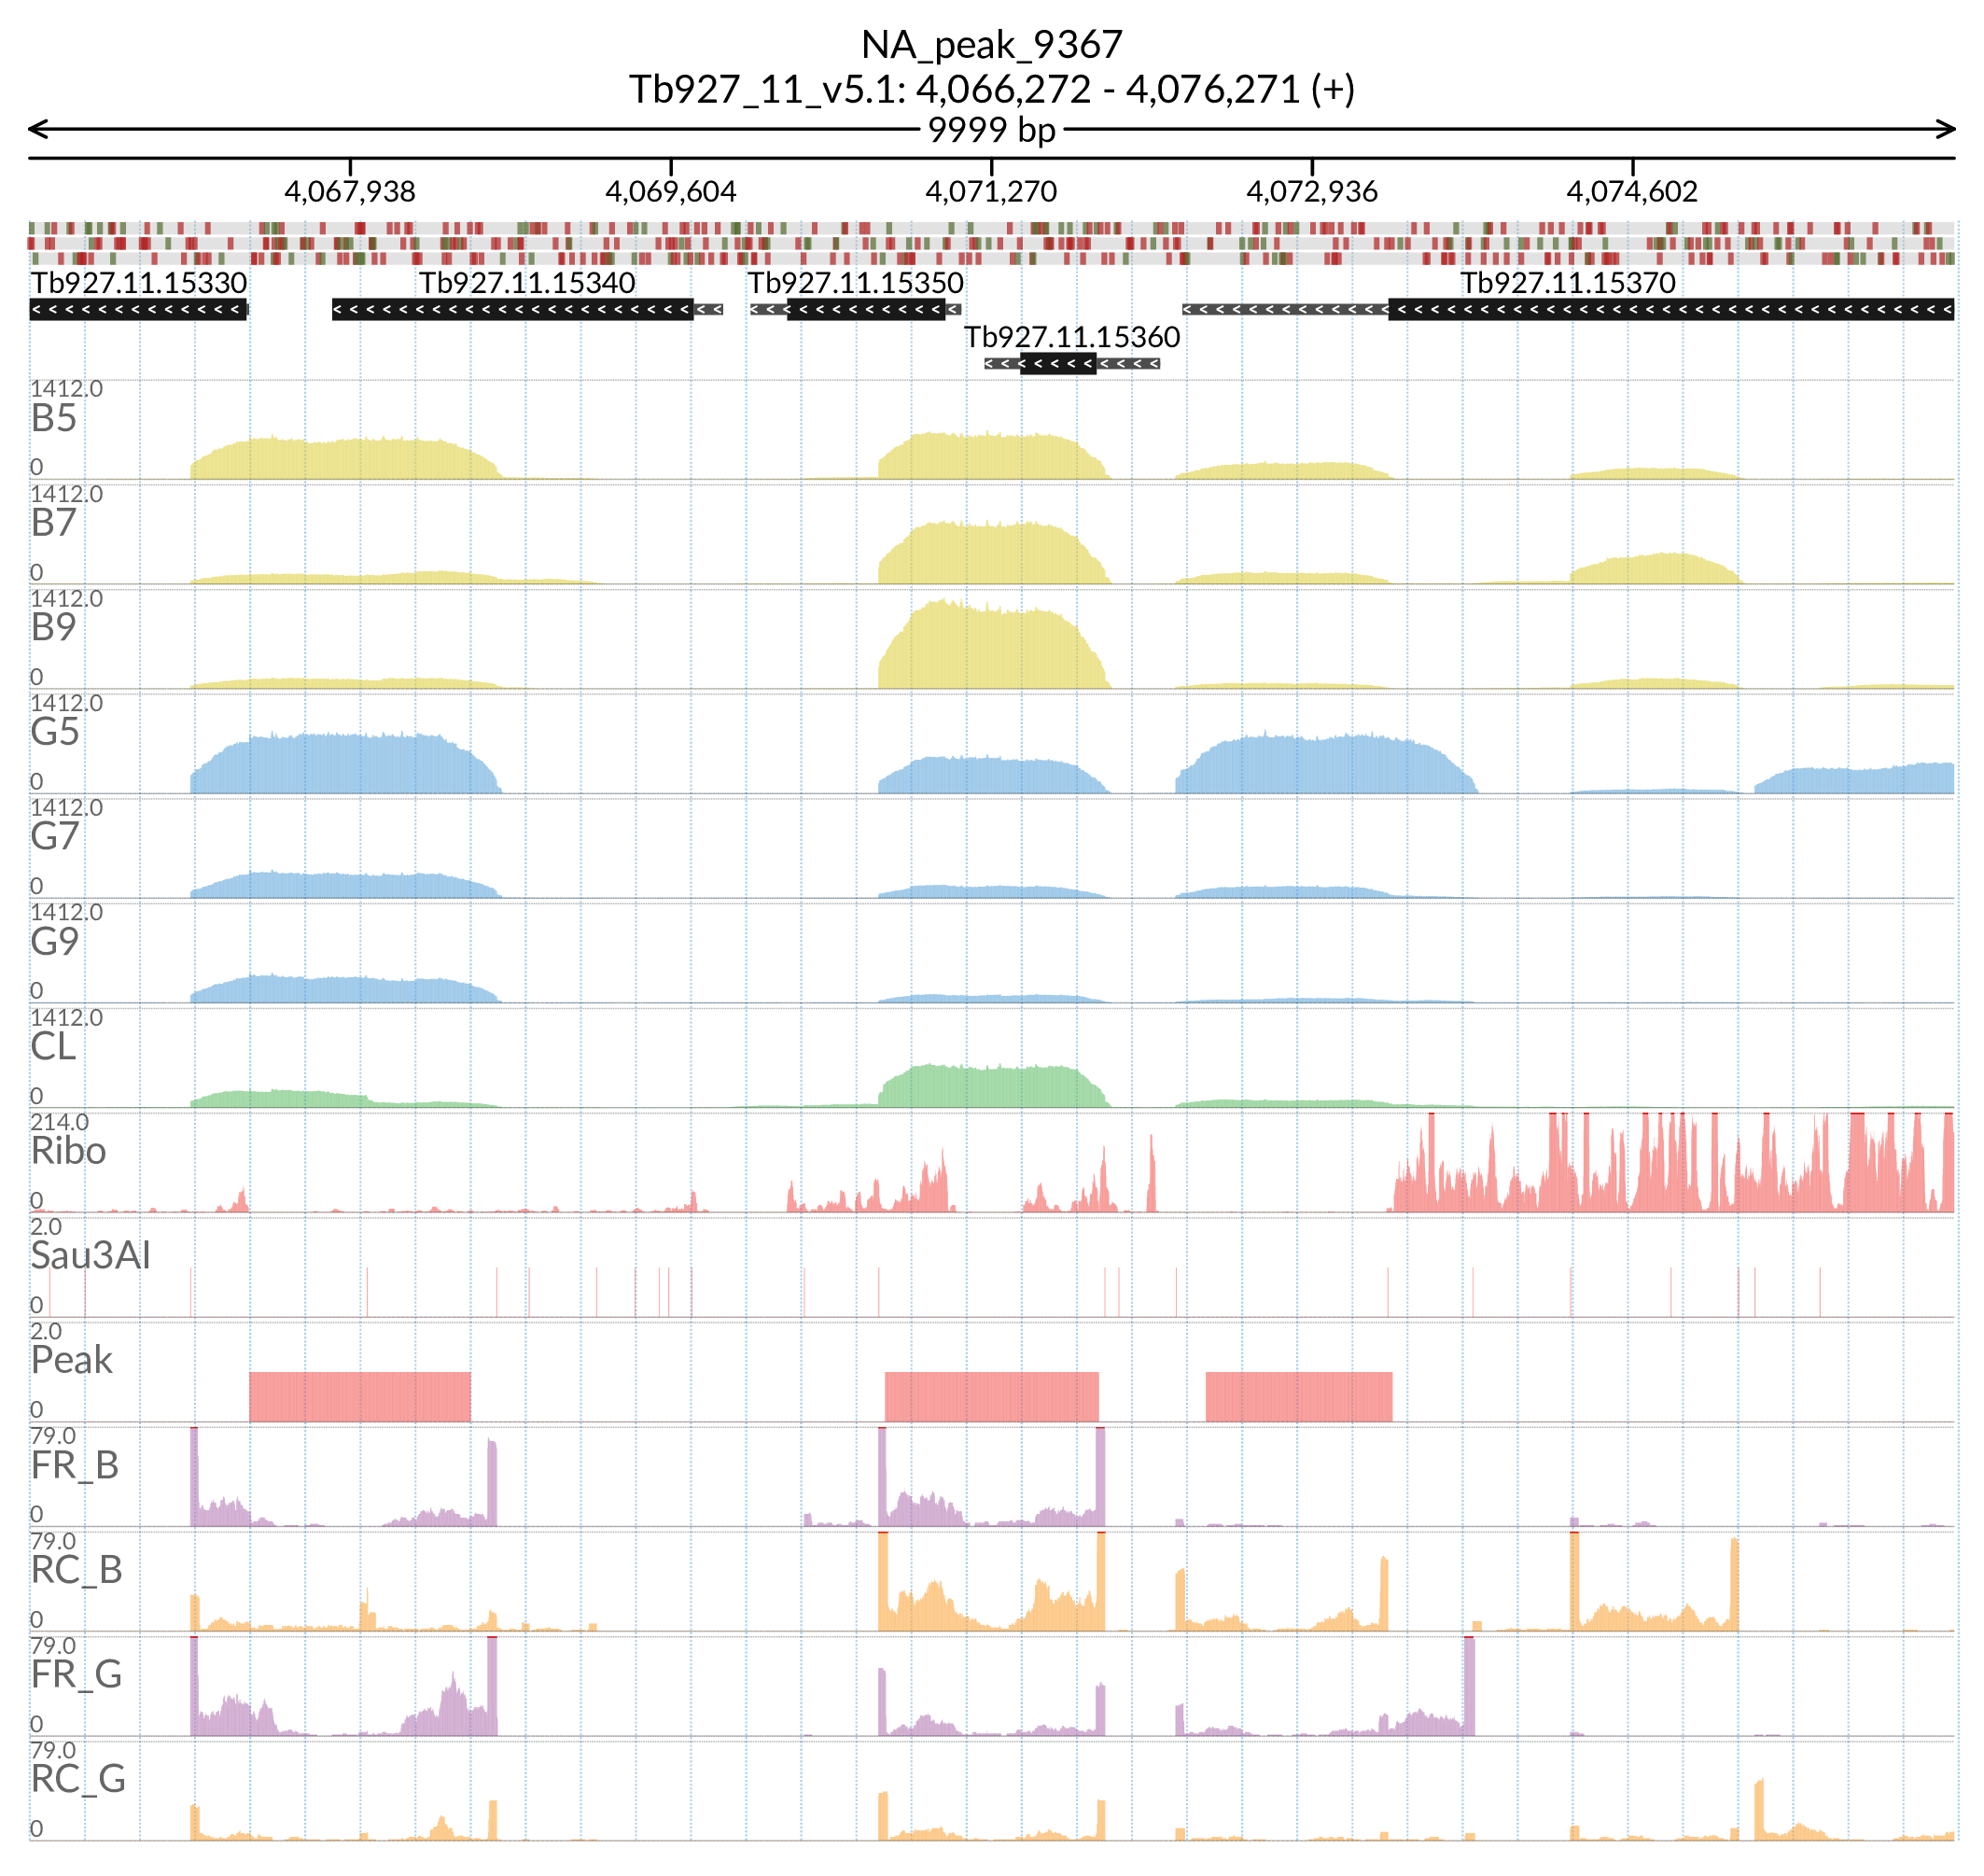 NA_peak_9367
Tb927_11_v5.1: 4,066,272 - 4,076,271 (+)
9999 bp
4,067,938 4,069,604 4,071,270 4,072,936 4,074,602
Tb927.11.15330 Tb927.11.15340 Tb927.11.15350 Tb927.11.15370
Tb927.11.15360
1412.0
B5
0
1412.0
B7
0
1412.0
B9
0
1412.0
G5
0
1412.0
G7
0
1412.0
G9
0
1412.0
CL
0
214.0
Ribo
0
2.0
Sau3AI
0
2.0
Peak
0
79.0
FR_B
0
79.0
RC_B
0
79.0
FR_G
0
79.0
RC_G
0